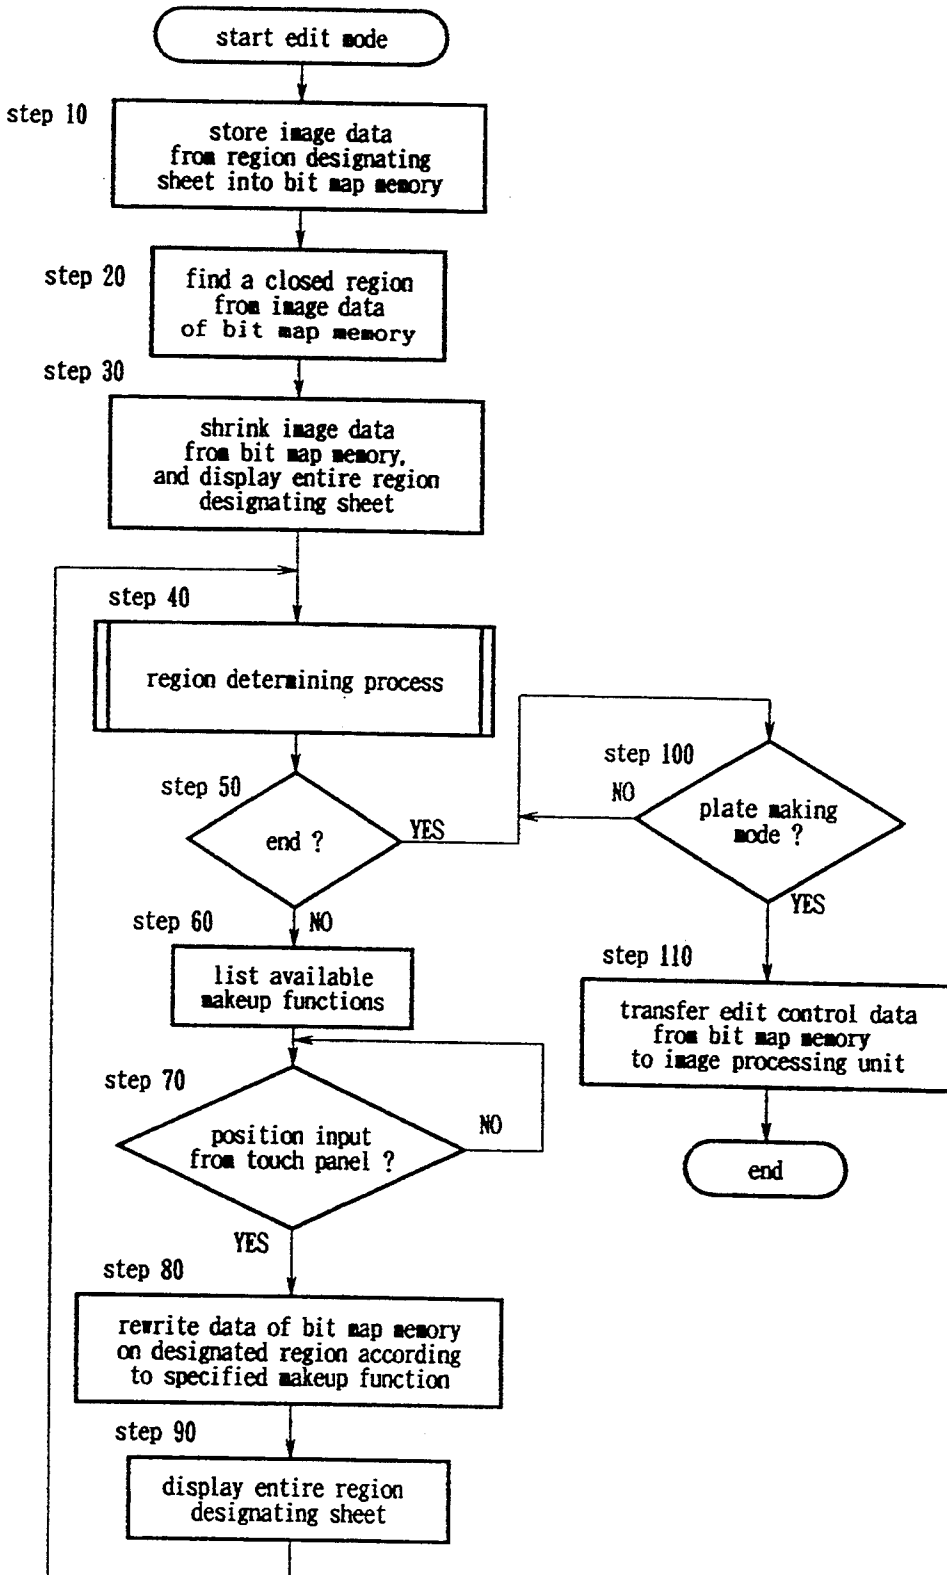 start edit mode
step 10
store image data
from region designating
sheet into bit map memory
step 20
find a closed region
from image data
of bit map memory
step 30
shrink image data
from bit map memory,
and display entire region
designating sheet
step 40
region determining process
step 50
end ?
YES
NO
step 100
NO
plate making
mode ?
YES
step 110
transfer edit control data
from bit map memory
to image processing unit
end
step 60
list available
makeup functions
step 70
position input
from touch panel ?
NO
YES
step 80
rewrite data of bit map memory
on designated region according
to specified makeup function
step 90
display entire region
designating sheet